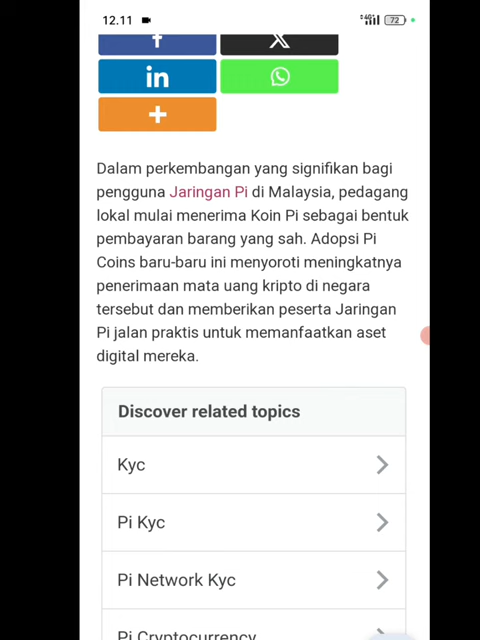 12.11
72
f
X
in
+
Dalam perkembangan yang signifikan bagi
pengguna Jaringan Pi di Malaysia, pedagang
lokal mulai menerima Koin Pi sebagai bentuk
pembayaran barang yang sah. Adopsi Pi
Coins baru-baru ini menyoroti meningkatnya
penerimaan mata uang kripto di negara
tersebut dan memberikan peserta Jaringan
Pi jalan praktis untuk memanfaatkan aset
digital mereka.
Discover related topics
Kyc
Pi Kyc
Pi Network Kyc
Pi Cryptocurrency